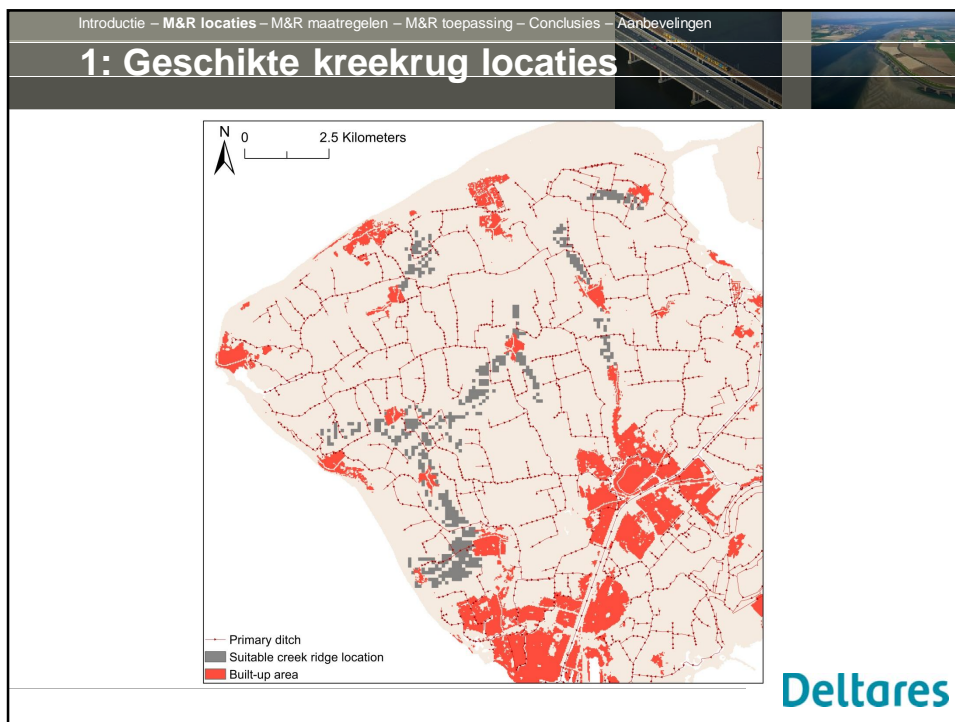 Introductie – M&R locaties – M&R maatregelen – M&R toepassing – Conclusies – Aanbevelingen
1: Geschikte kreekrug locaties
N
0 2.5 Kilometers
Primary ditch
Suitable creek ridge location
Built-up area
Deltares